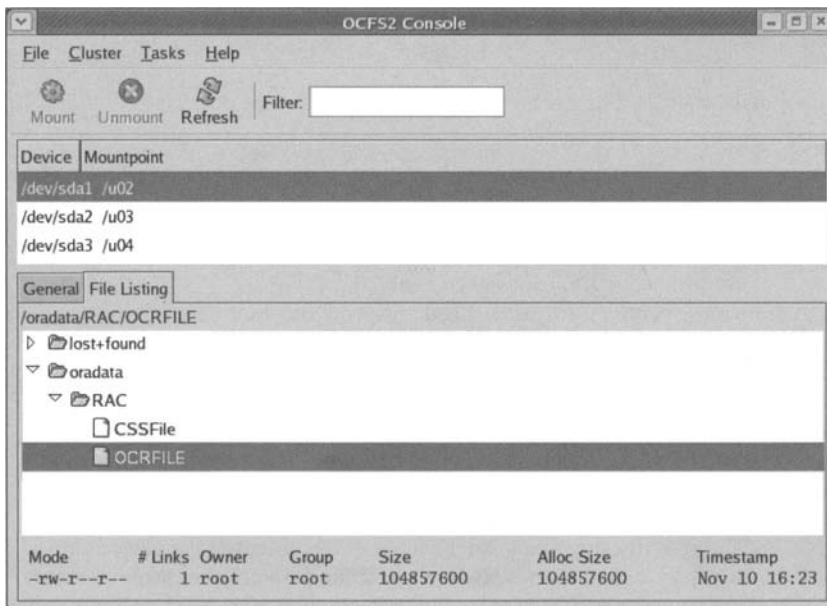 OCFS2 Console
File Cluster Tasks Help
Mount Unmount Refresh Filter:
Device Mountpoint
/dev/sda1 /u02
/dev/sda2 /u03
/dev/sda3 /u04
General File Listing
/oradata/RAC/OCRFILE
lost+found
oradata
RAC
CSSFile
OCRFILE
Mode # Links Owner Group Size Alloc Size Timestamp
-rw-r--r-- 1 root root 104857600 104857600 Nov 10 16:23